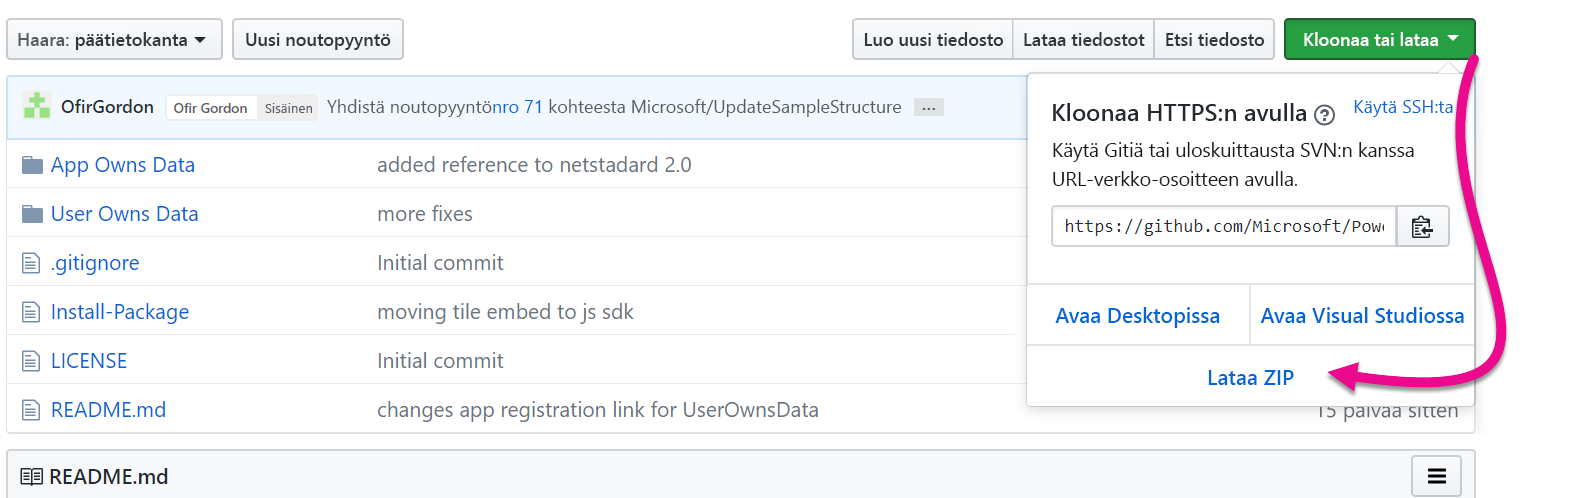 Haara: päätietokanta
Uusi noutopyyntö
Luo uusi tiedosto
Lataa tiedostot
Etsi tiedosto
Kloonaa tai lataa
OfirGordon Ofir Gordon Sisäinen Yhdistä noutopyyntönro 71 kohteesta Microsoft/UpdateSampleStructure ...
App Owns Data added reference to netstadard 2.0
User Owns Data more fixes
.gitignore Initial commit
Install-Package moving tile embed to js sdk
LICENSE Initial commit
README.md changes app registration link for UserOwnsData 15 päivää sitten
Kloonaa HTTPS:n avulla ? Käytä SSH:ta
Käytä Gitiä tai uloskuittausta SVN:n kanssa
URL-verkko-osoitteen avulla.
https://github.com/Microsoft/Powe
Avaa Desktopissa
Avaa Visual Studiossa
Lataa ZIP
README.md